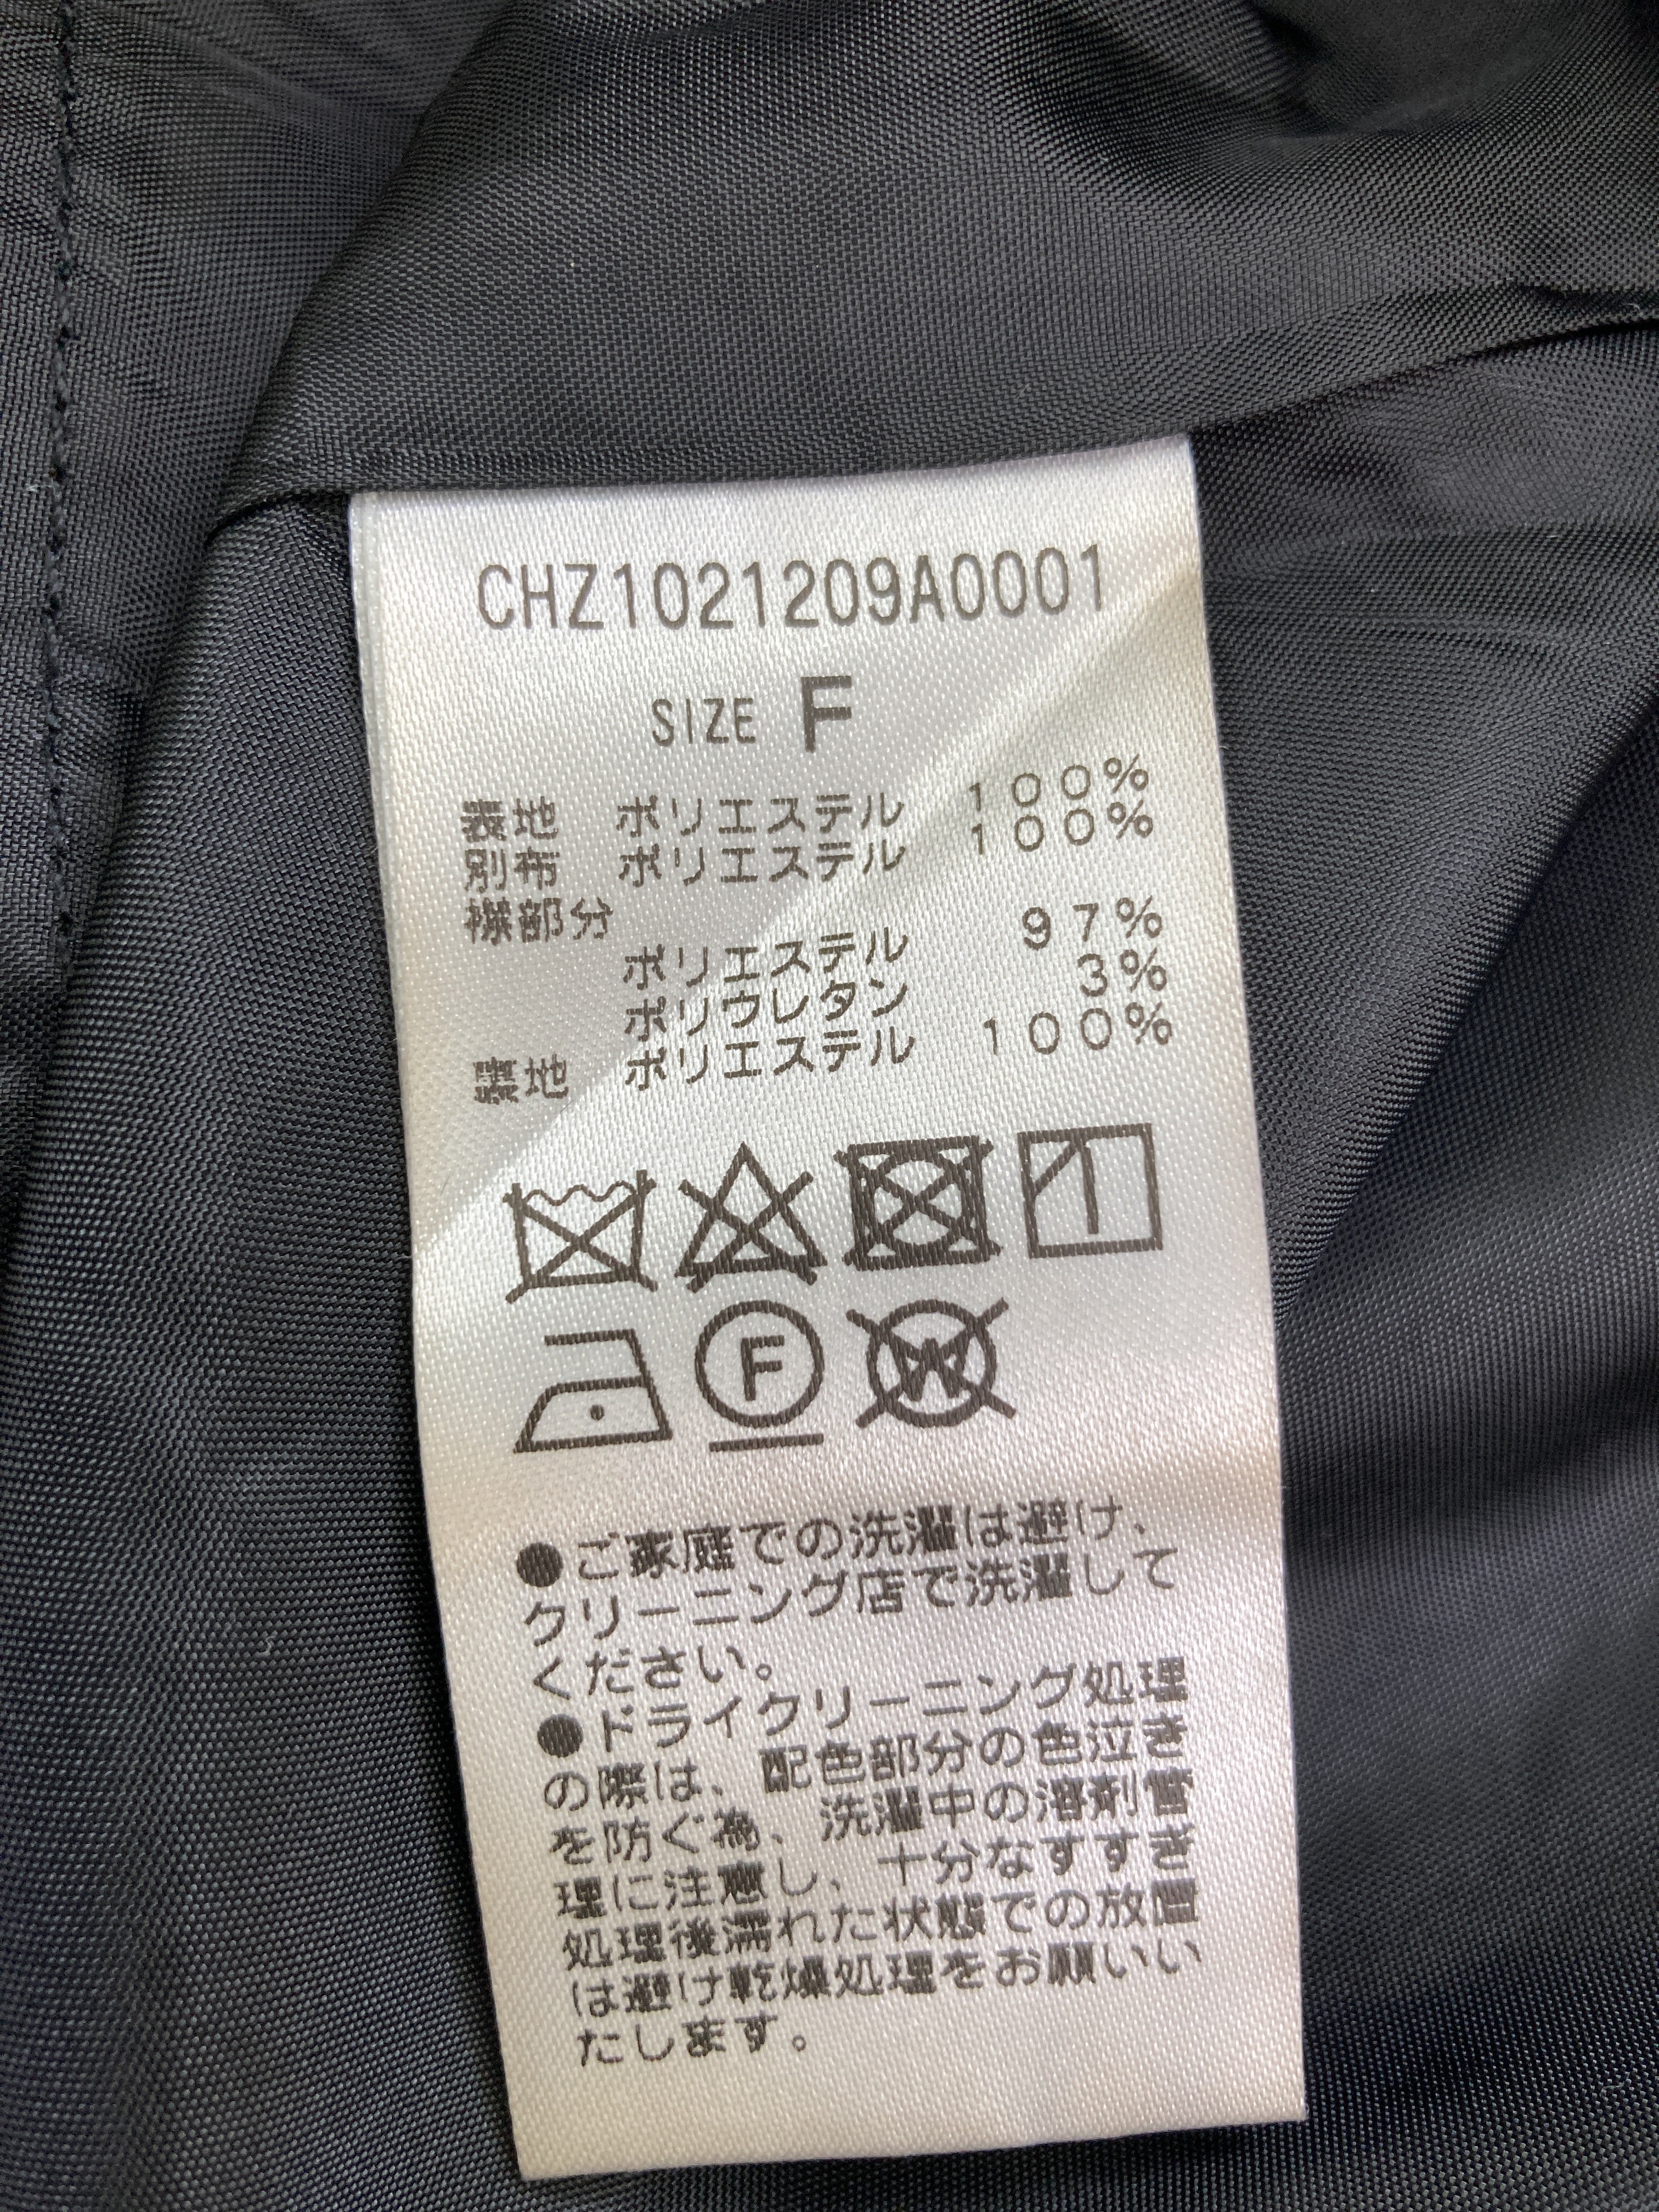 CHZ1021209A0001
SIZE F
表地 ポリエステル 100%
別布 ポリエステル 100%
襟部分
ポリエステル 97%
ポリウレタン 3%
裏地 ポリエステル 100%
F W
●ご家庭での洗濯は避け、
クリーニング店で洗濯して
ください。
●ドライクリーニング処理
の際は、配色部分の色泣き
を防ぐ為、洗濯中の溶剤管
理に注意し、十分なすすぎ
処理後濡れた状態での放置
は避け乾燥処理をお願いい
たします。